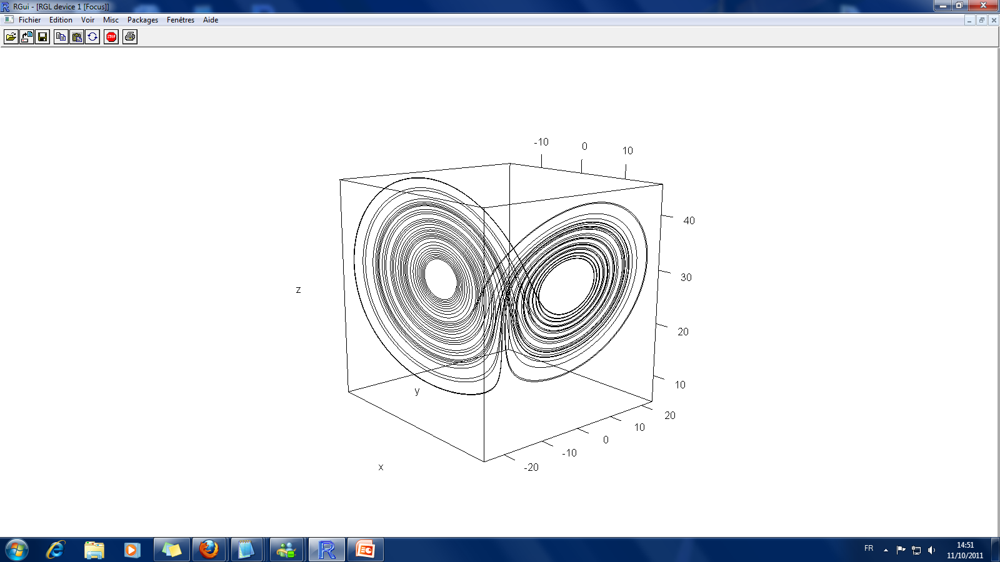 RGui - [RGL device 1 [Focus]]
Fichier Edition Voir Misc Packages Fenêtres Aide
STOP
-10 0 10
40
30
z
20
10
y
20
10
0
-10
x
-20
FR
14:51
11/10/2011